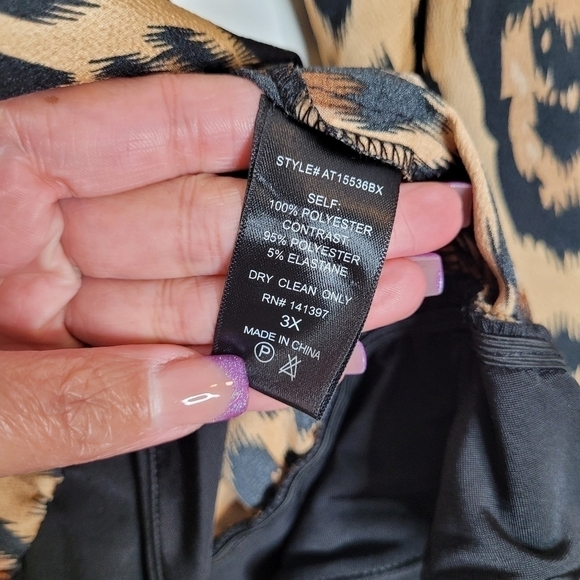 STYLE# AT15536BX
SELF:
100% POLYESTER
CONTRAST:
95% POLYESTER
5% ELASTANE
DRY CLEAN ONLY
RN# 141397
3X
MADE IN CHINA
P